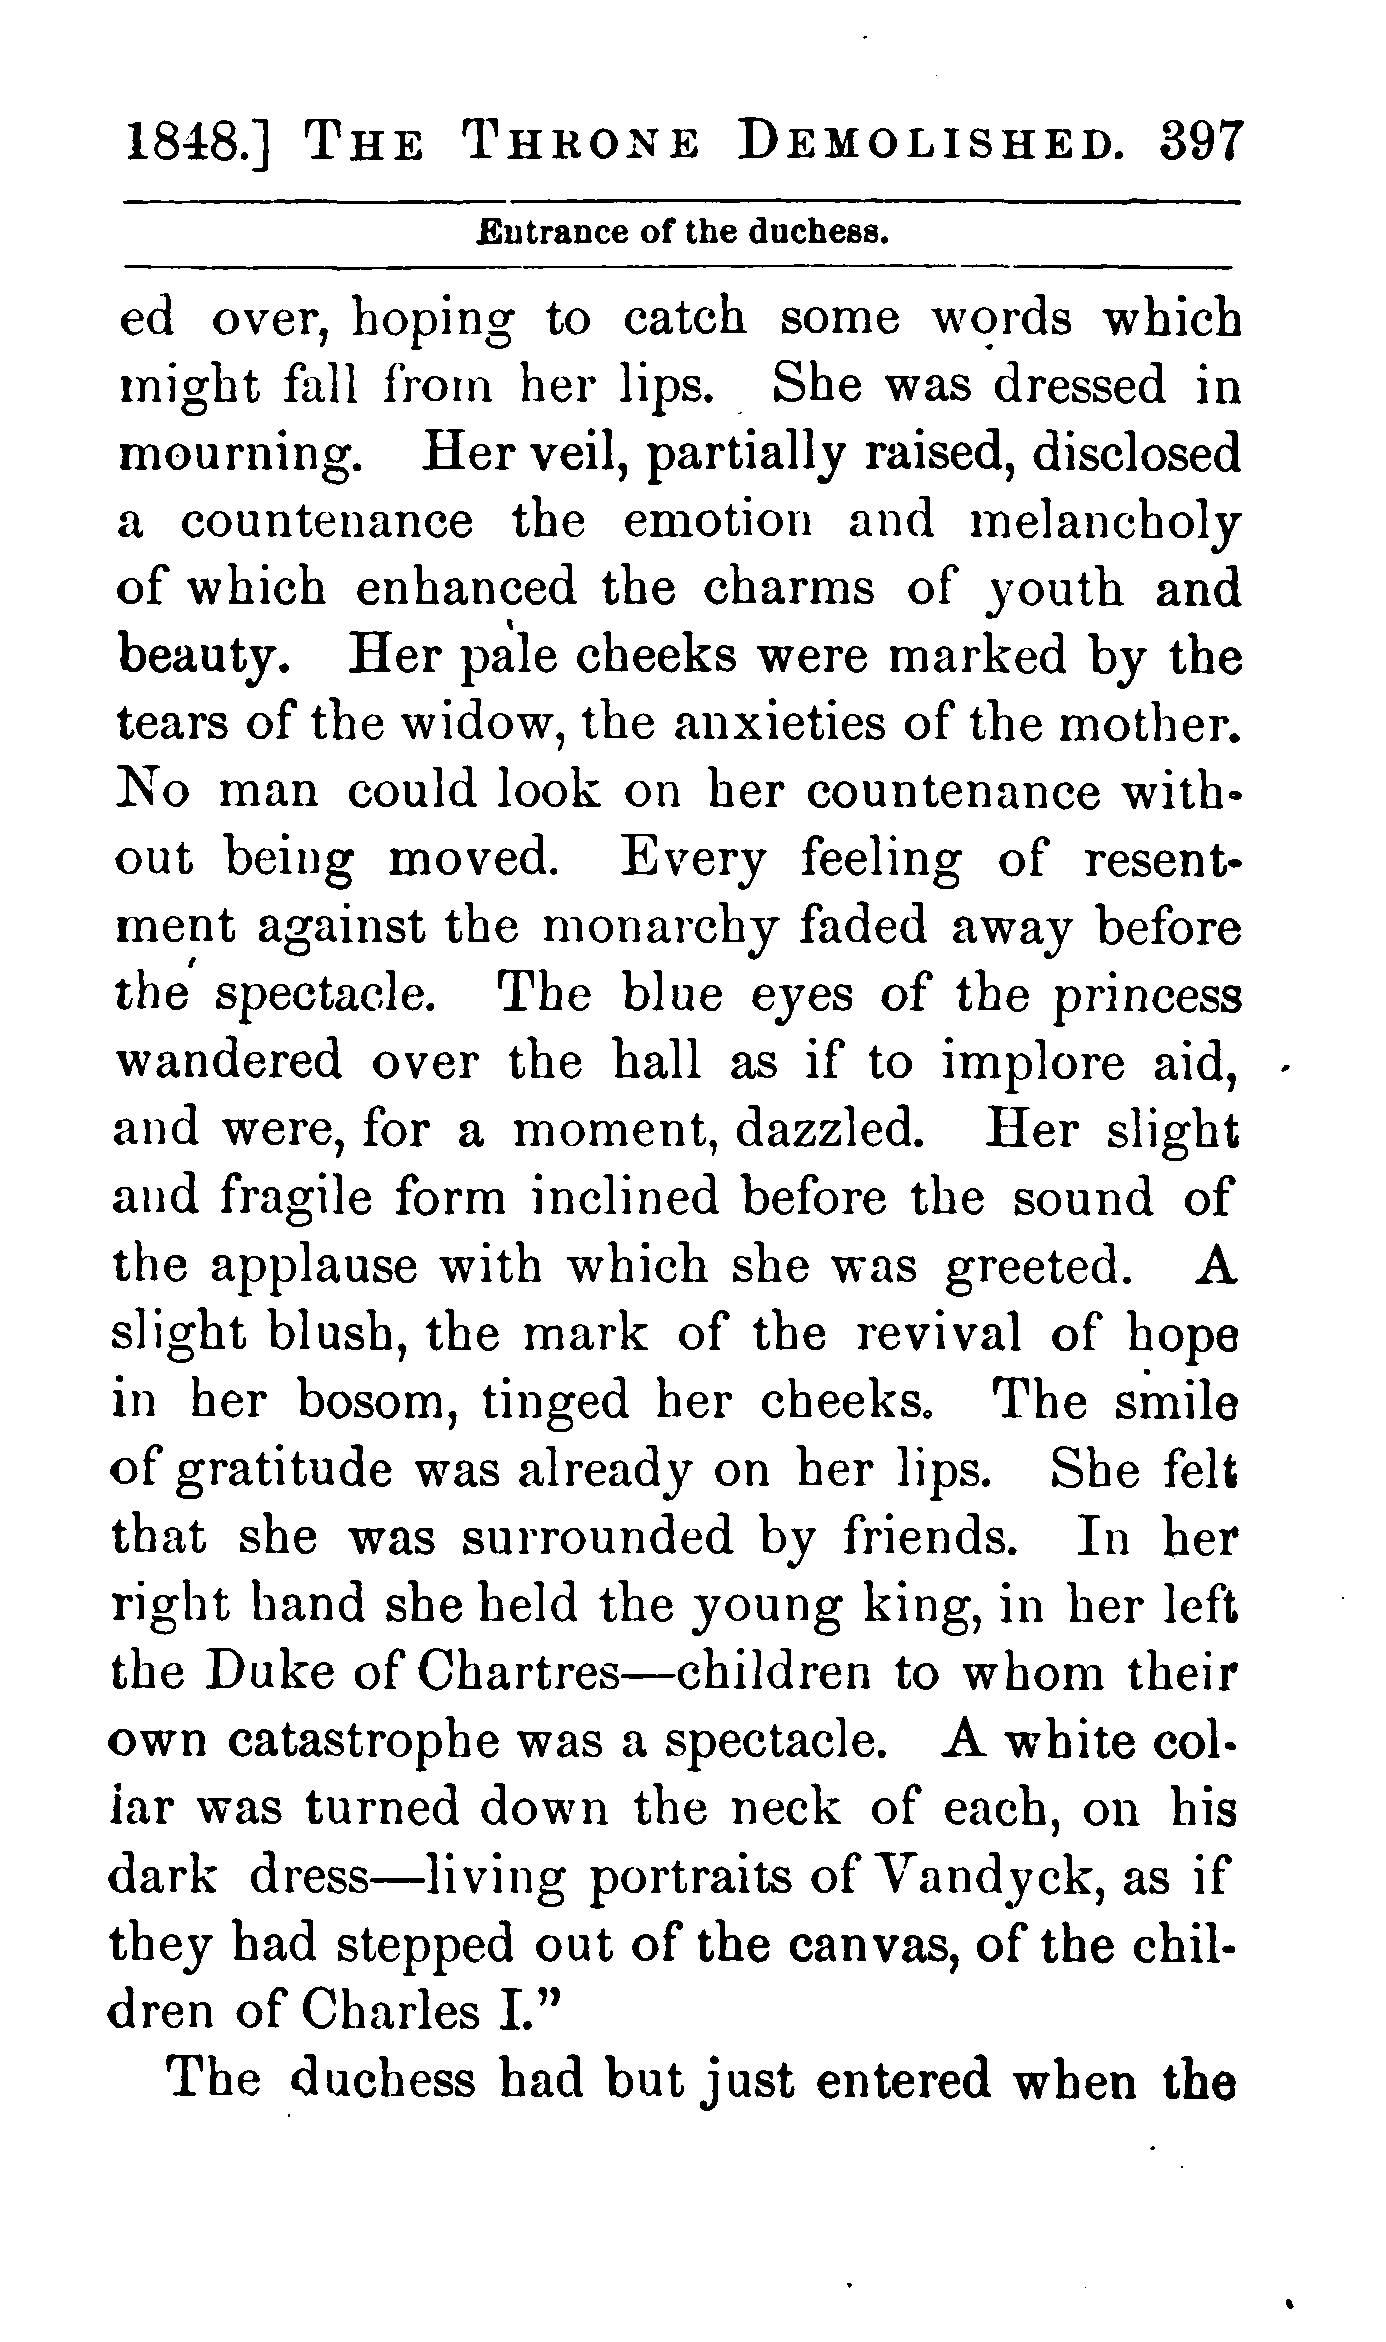 1848.] THE THRONE DEMOLISHED. 397
Entrance of the duchess.
ed over, hoping to catch some words which
might fall from her lips. She was dressed in
mourning. Her veil, partially raised, disclosed
a countenance the emotion and melancholy
of which enhanced the charms of youth and
beauty. Her pale cheeks were marked by the
tears of the widow, the anxieties of the mother.
No man could look on her countenance with-
out being moved. Every feeling of resent-
ment against the monarchy faded away before
the spectacle. The blue eyes of the princess
wandered over the hall as if to implore aid,
and were, for a moment, dazzled. Her slight
and fragile form inclined before the sound of
the applause with which she was greeted. A
slight blush, the mark of the revival of hope
in her bosom, tinged her cheeks. The smile
of gratitude was already on her lips. She felt
that she was surrounded by friends. In her
right hand she held the young king, in her left
the Duke of Chartres—children to whom their
own catastrophe was a spectacle. A white col-
lar was turned down the neck of each, on his
dark dress—living portraits of Vandyck, as if
they had stepped out of the canvas, of the chil-
dren of Charles I.”
The duchess had but just entered when the